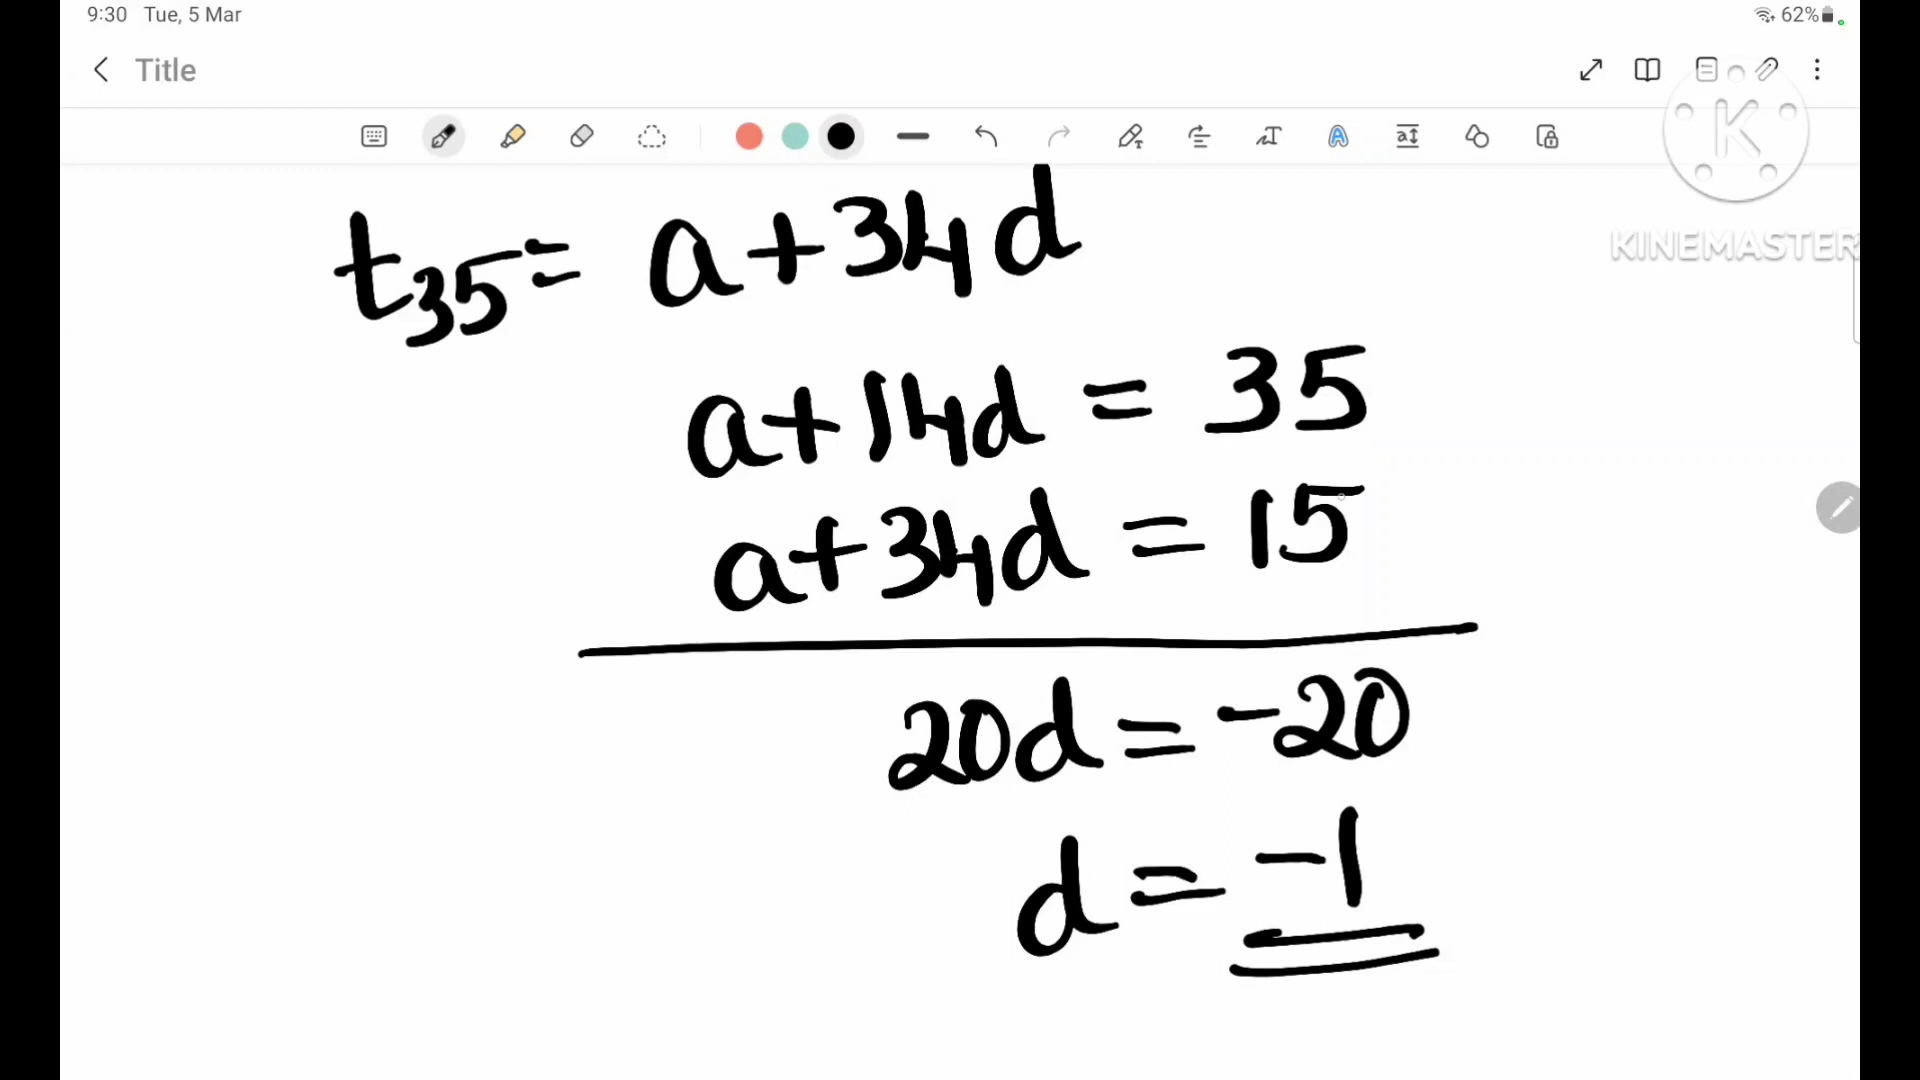 9:30 Tue, 5 Mar 62%
Title
K
KINEMASTER
t₃₅ = a+34d
a+14d = 35
a+34d = 15
20d = -20
d = -1